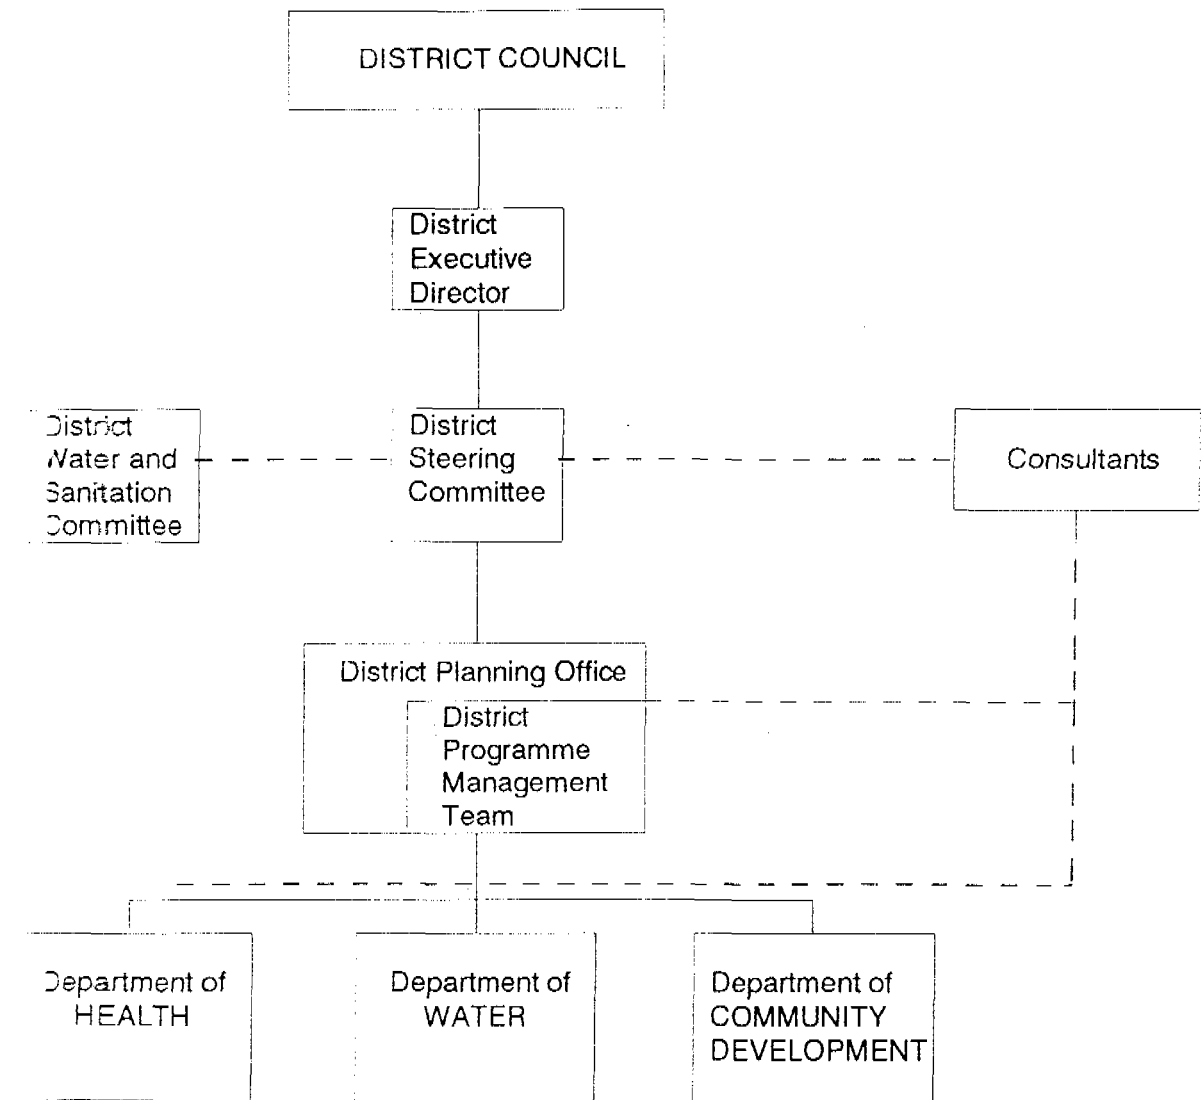 DISTRICT COUNCIL
District
Executive
Director
District
Water and
Sanitation
Committee
District
Steering
Committee
Consultants
District Planning Office
District
Programme
Management
Team
Department of
HEALTH
Department of
WATER
Department of
COMMUNITY
DEVELOPMENT